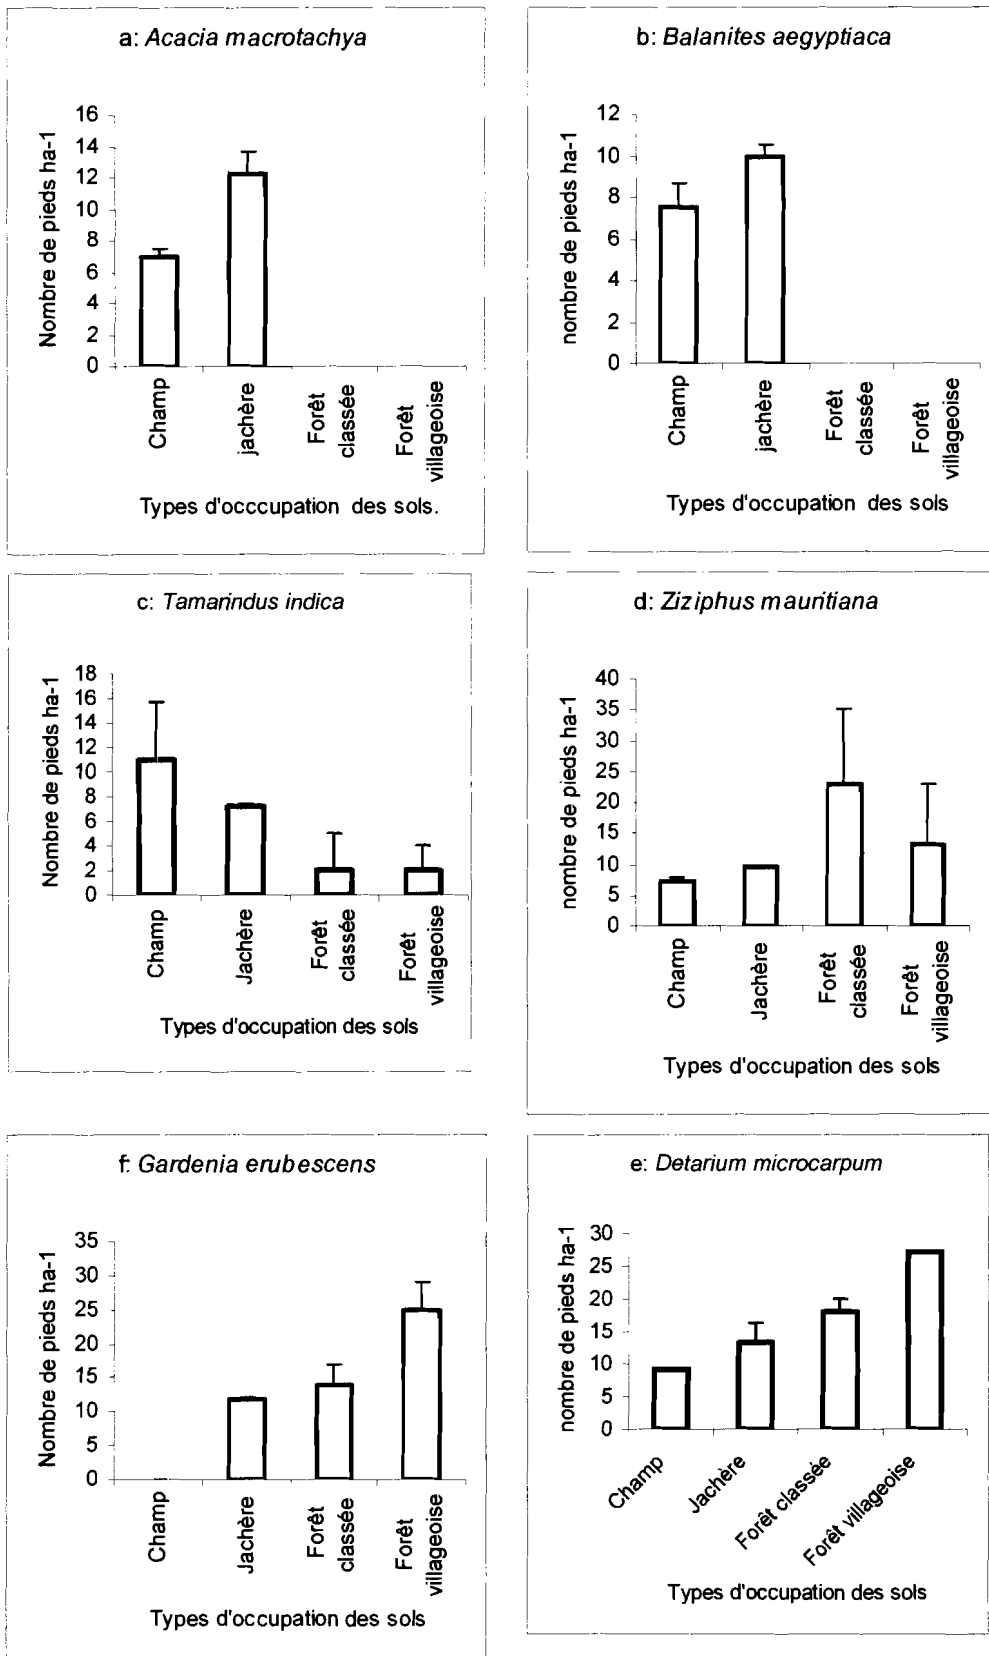 a: Acacia macrotachya
Nombre de pieds ha-1
16
14
12
10
8
6
4
2
0
Champ
jachère
Forêt
classée
Forêt
villageoise
Types d'occcupation des sols.
b: Balanites aegyptiaca
nombre de pieds ha-1
12
10
8
6
4
2
0
Champ
jachère
Forêt
classée
Forêt
villageoise
Types d'occupation des sols
c: Tamarindus indica
Nombre de pieds ha-1
18
16
14
12
10
8
6
4
2
0
Champ
Jachère
Forêt
classée
Forêt
villageoise
Types d'occupation des sols
d: Ziziphus mauritiana
nombre de pieds ha-1
40
35
30
25
20
15
10
5
0
Champ
Jachère
Forêt
classée
Forêt
villageoise
Types d'occupation des sols
f: Gardenia erubescens
Nombre de pieds ha-1
35
30
25
20
15
10
5
0
Champ
Jachère
Forêt
classée
Forêt
villageoise
Types d'occupation des sols
e: Detarium microcarpum
nombre de pieds ha-1
30
25
20
15
10
5
0
Champ
Jachère
Forêt classée
Forêt villageoise
Types d'occupation des sols